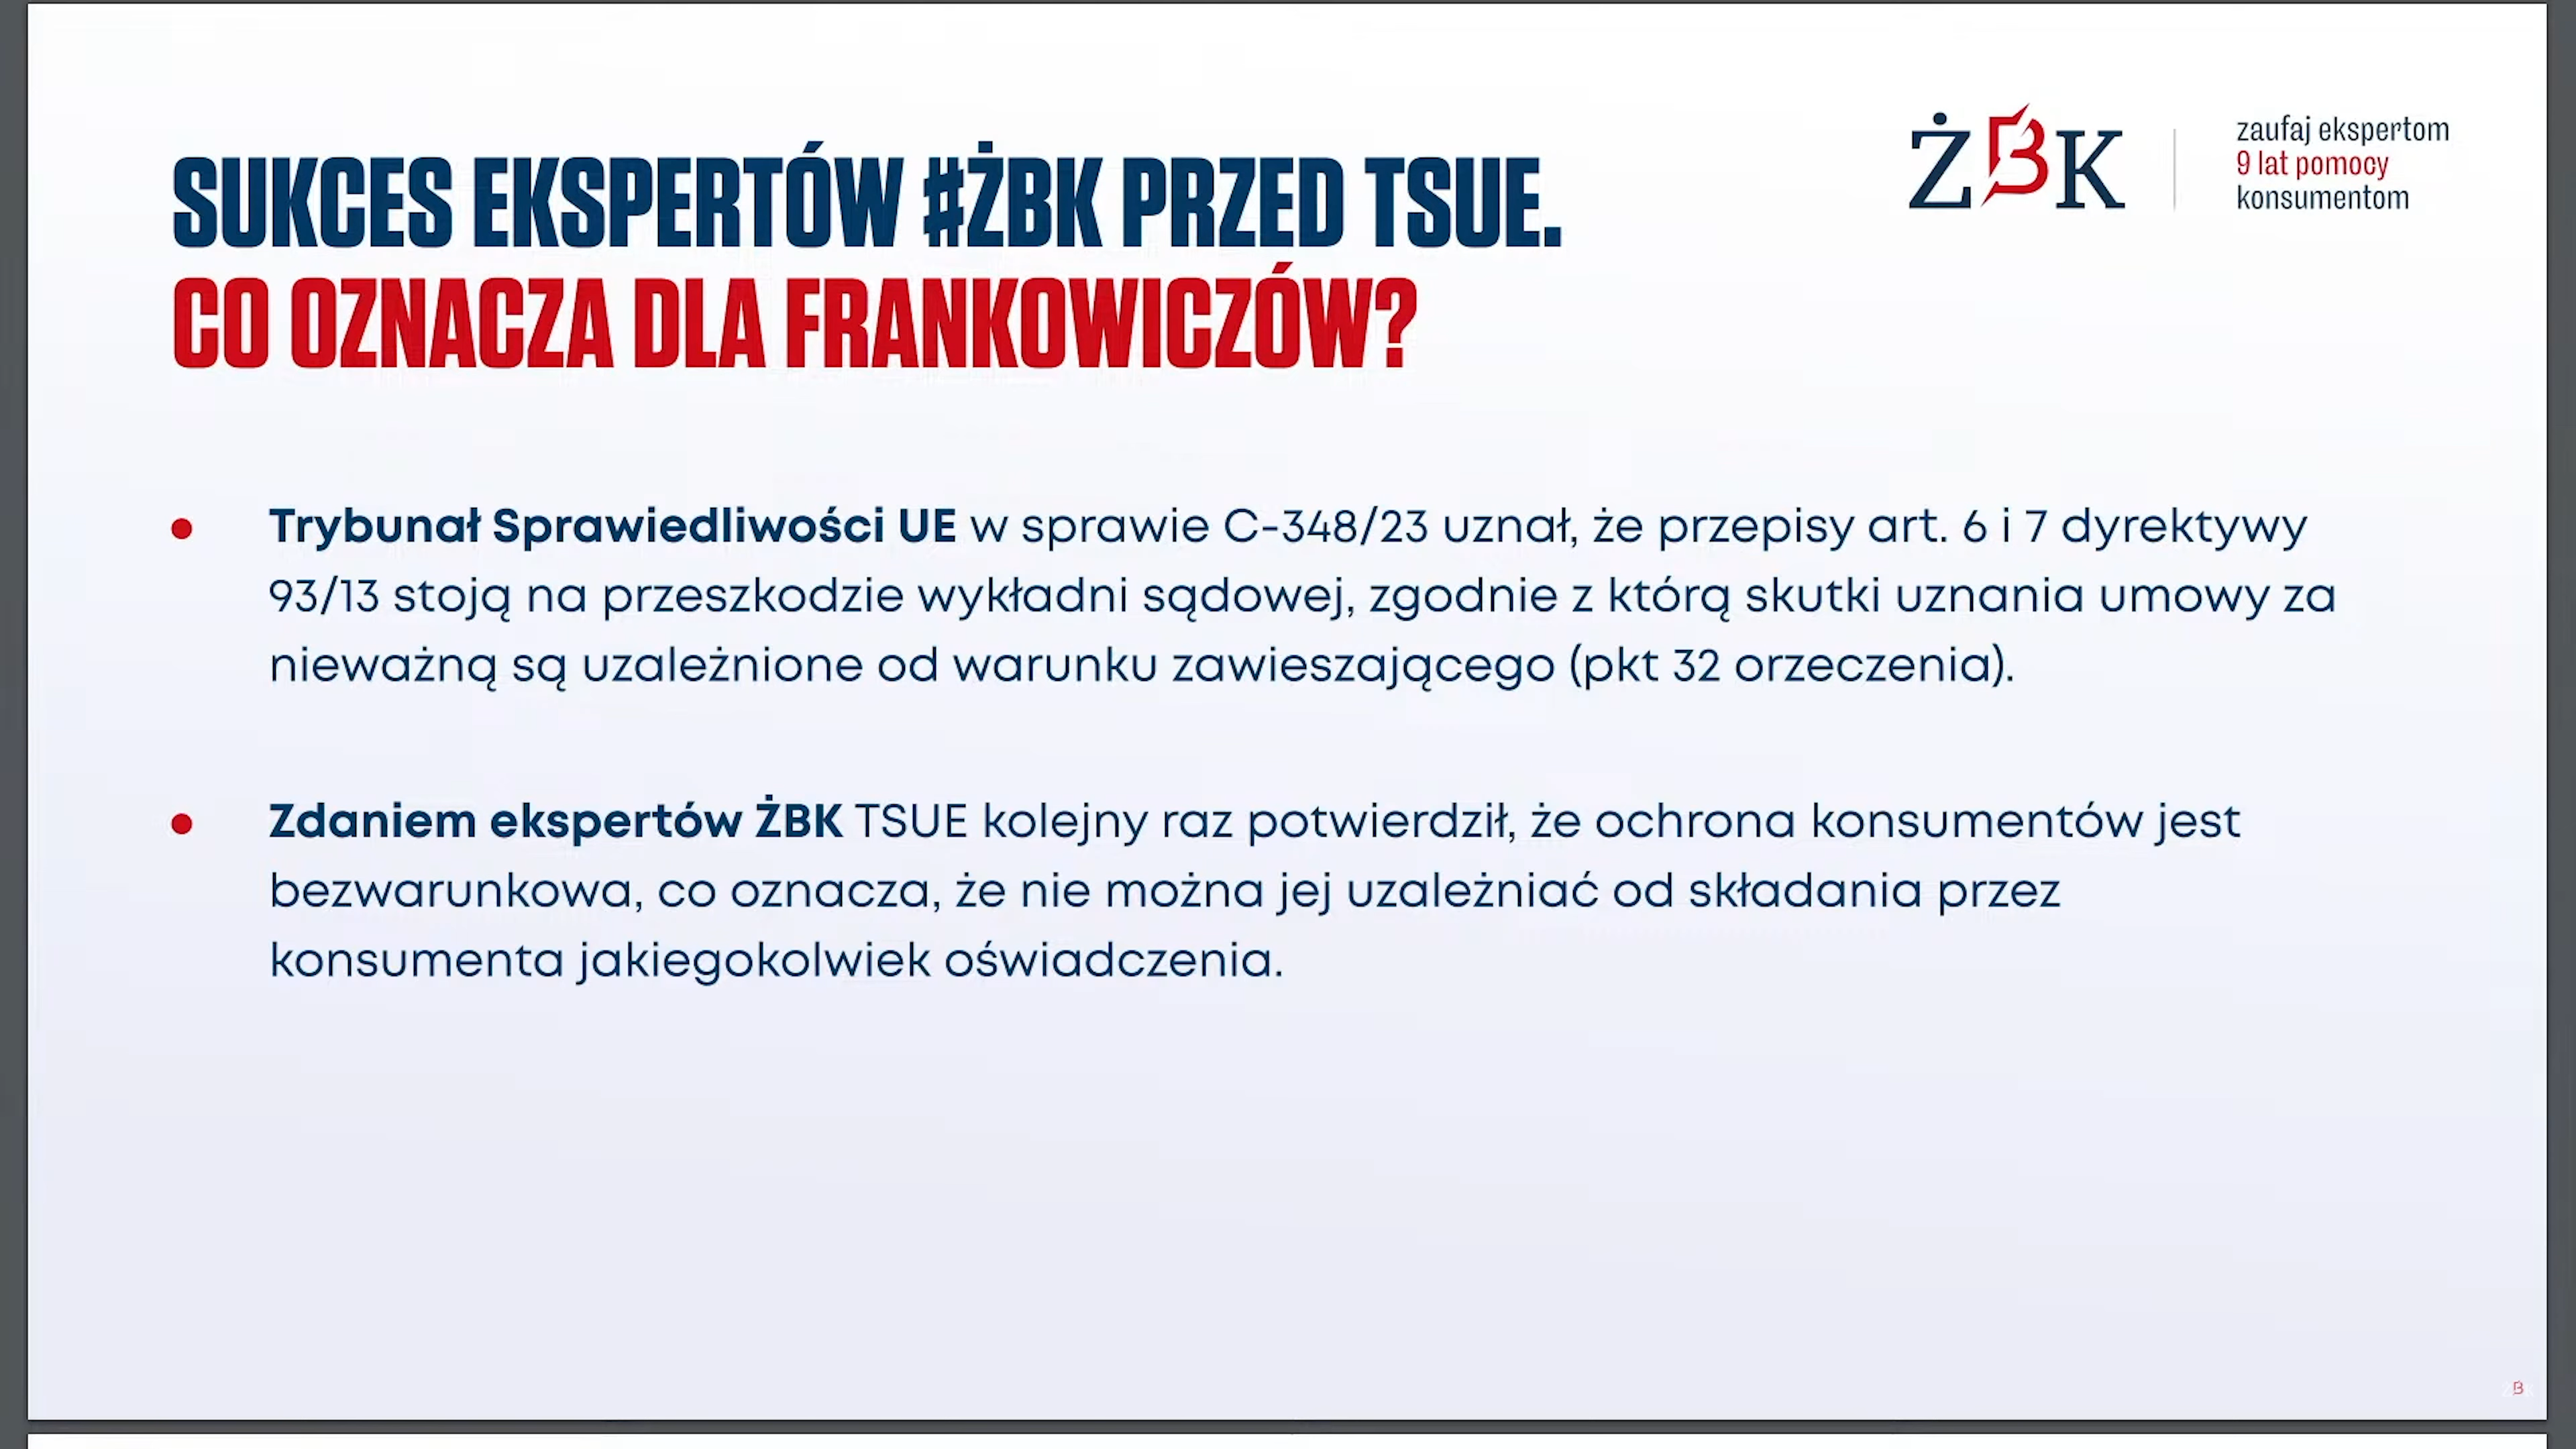 SUKCES EKSPERTÓW #ŻBK PRZED TSUE.
CO OZNACZA DLA FRANKOWICZÓW?
ŻBK
zaufaj ekspertom
9 lat pomocy
konsumentom
Trybunał Sprawiedliwości UE w sprawie C-348/23 uznał, że przepisy art. 6 i 7 dyrektywy
93/13 stoją na przeszkodzie wykładni sądowej, zgodnie z którą skutki uznania umowy za
nieważną są uzależnione od warunku zawieszającego (pkt 32 orzeczenia).
Zdaniem ekspertów ŻBK TSUE kolejny raz potwierdził, że ochrona konsumentów jest
bezwarunkowa, co oznacza, że nie można jej uzależniać od składania przez
konsumenta jakiegokolwiek oświadczenia.